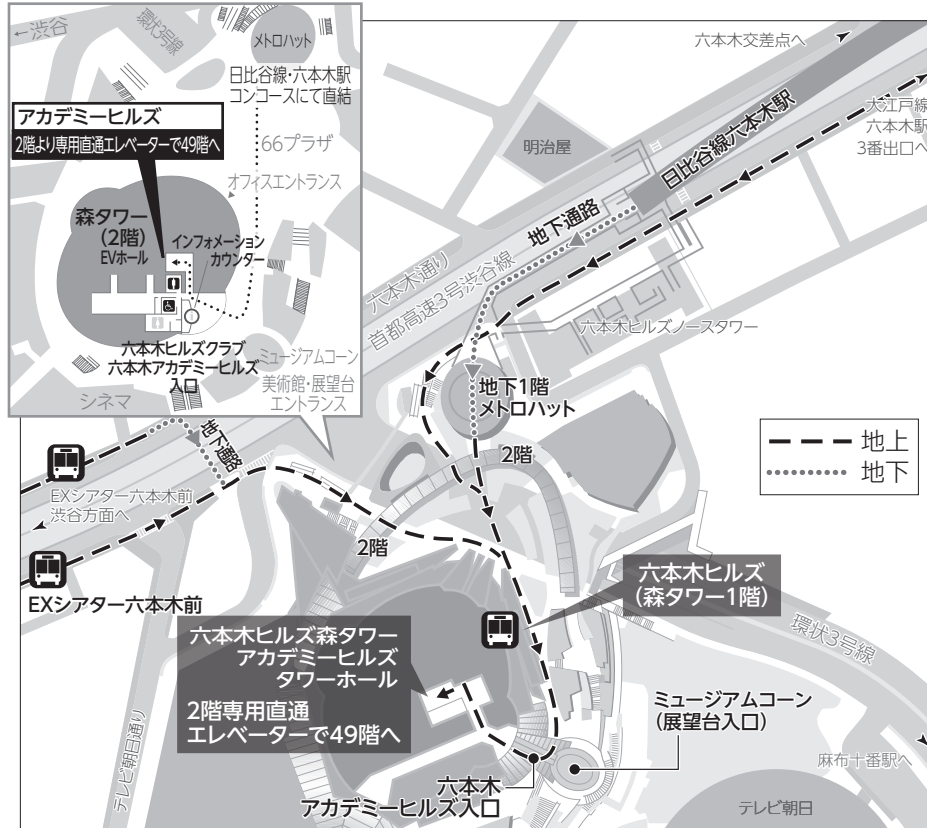 ←渋谷
環状3号線
メトロハット
日比谷線・六本木駅
コンコースにて直結
アカデミーヒルズ
2階より専用直通エレベーターで49階へ
66プラザ
オフィスエントランス
森タワー
(2階)
EVホール
インフォメーション
カウンター
六本木ヒルズクラブ
六本木アカデミーヒルズ
入口
ミュージアムコーン
美術館・展望台
エントランス
シネマ
六本木交差点へ
大江戸線
六本木駅
3番出口へ
明治屋
日比谷線六本木駅
地下通路
六本木通り
首都高速3号渋谷線
六本木ヒルズノースタワー
地下1階
メトロハット
2階
地上
地下
地下通路
EXシアター六本木前
渋谷方面へ
2階
EXシアター六本木前
六本木ヒルズ
(森タワー1階)
六本木ヒルズ森タワー
アカデミーヒルズ
タワーホール
2階専用直通
エレベーターで49階へ
環状3号線
ミュージアムコーン
(展望台入口)
テレビ朝日通り
麻布十番駅へ
六本木
アカデミーヒルズ入口
テレビ朝日